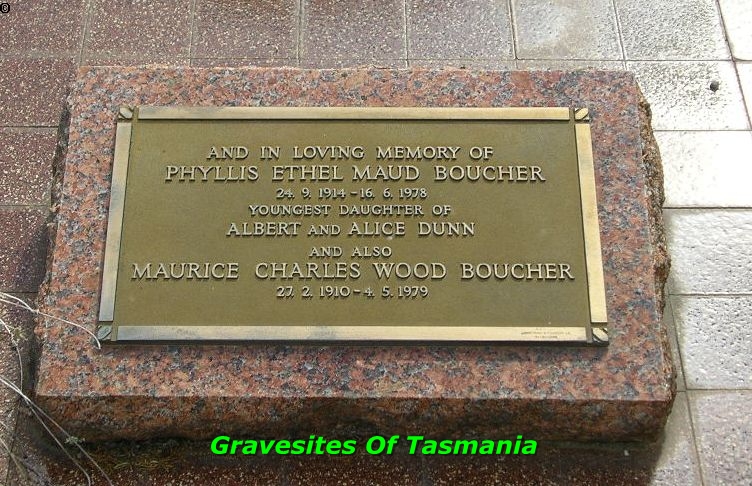 AND IN LOVING MEMORY OF
PHYLLIS ETHEL MAUD BOUCHER
24. 9. 1914 - 16. 6. 1978
YOUNGEST DAUGHTER OF
ALBERT AND ALICE DUNN
AND ALSO
MAURICE CHARLES WOOD BOUCHER
27. 2. 1910 - 4. 5. 1979
Gravesites Of Tasmania